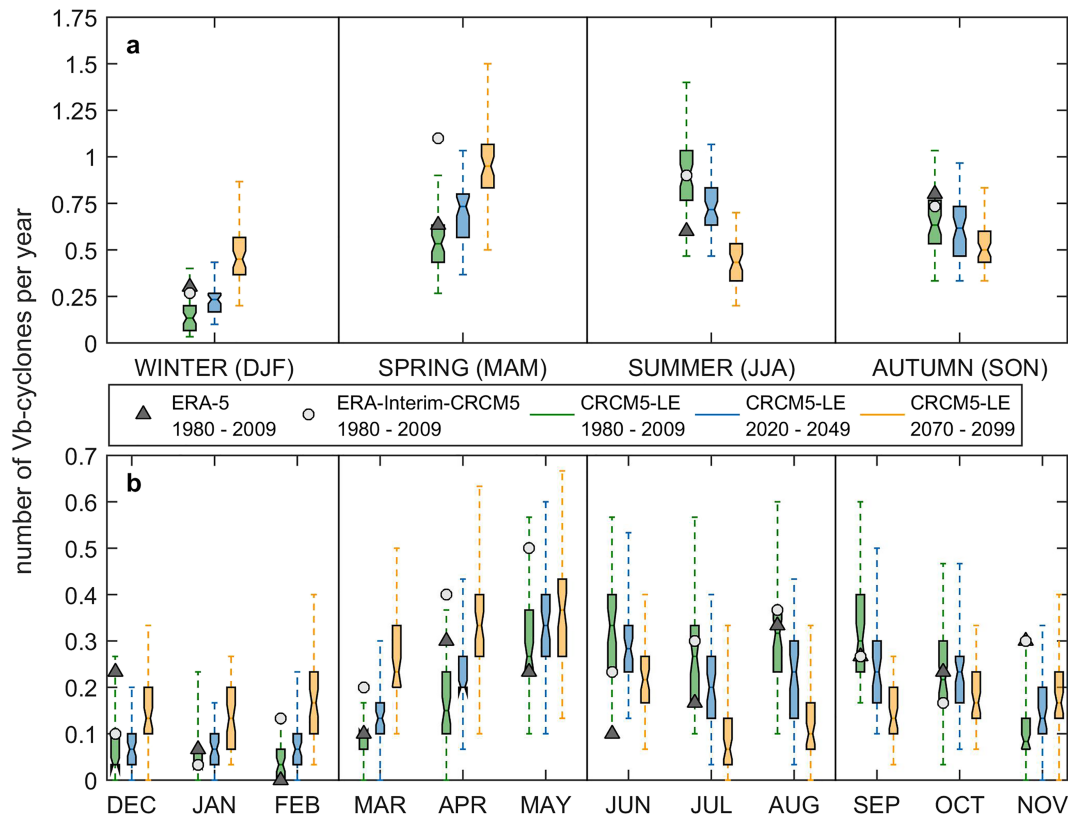 number of Vb-cyclones per year
a
1.75
1.5
1.25
1
0.75
0.5
0.25
0
WINTER (DJF) SPRING (MAM) SUMMER (JJA) AUTUMN (SON)
ERA-5 ERA-Interim-CRCM5 CRCM5-LE CRCM5-LE CRCM5-LE
1980 - 2009 1980 - 2009 1980 - 2009 2020 - 2049 2070 - 2099
b
0.7
0.6
0.5
0.4
0.3
0.2
0.1
0
DEC JAN FEB MAR APR MAY JUN JUL AUG SEP OCT NOV